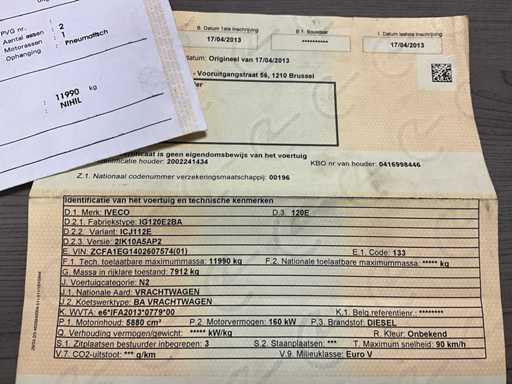 PVG nr. : 2
Aantal assen : 1
Motorassen : Pneumatisch
Ophanging
: 11990 kg
: NIHIL
B. Datum 1ste inschrijving
17/04/2013
B.1. Bouwjaar
**********
I. Datum laatste inschrijving
17/04/2013
datum: Origineel van 17/04/2013
- Vooruitgangstraat 56, 1210 Brussel
is geen eigendomsbewijs van het voertuig
houder: 2002241434
KBO nr van houder: 0416998446
Z.1. Nationaal codenummer verzekeringsmaatschappij: 00196
Identificatie van het voertuig en technische kenmerken
D.1. Merk: IVECO D.3. 120E
D.2.1. Fabriekstype: IG120E2BA
D.2.2. Variant: ICJ112E
D.2.3. Versie: 2IK10A5AP2
E. VIN: ZCFA1EG1402607574(01) E.1. Code: 133
F.1. Tech. toelaatbare maximummassa: 11990 kg F.2. Nationale toelaatbare maximummassa: ***** kg
G. Massa in rijklare toestand: 7912 kg
J. Voertuigcategorie: N2
J.1. Nationale Aard: VRACHTWAGEN
J.2. Koetswerktype: BA VRACHTWAGEN
K. WVTA: e6*IFA2013*0779*00 K.1. Belg.referentienr.: ********
P.1. Motorinhoud: 5880 cm³ P.2. Motorvermogen: 160 kW P.3. Brandstof: DIESEL
Q. Verhouding vermogen/gewicht: ***** kW/kg R. Kleur: Onbekend
S.1. Zitplaatsen bestuurder inbegrepen: 3 S.2. Staanplaatsen: *** T. Maximum snelheid: 90 km/h
V.7. CO2-uitstoot: *** g/km V.9. Milieuklasse: Euro V